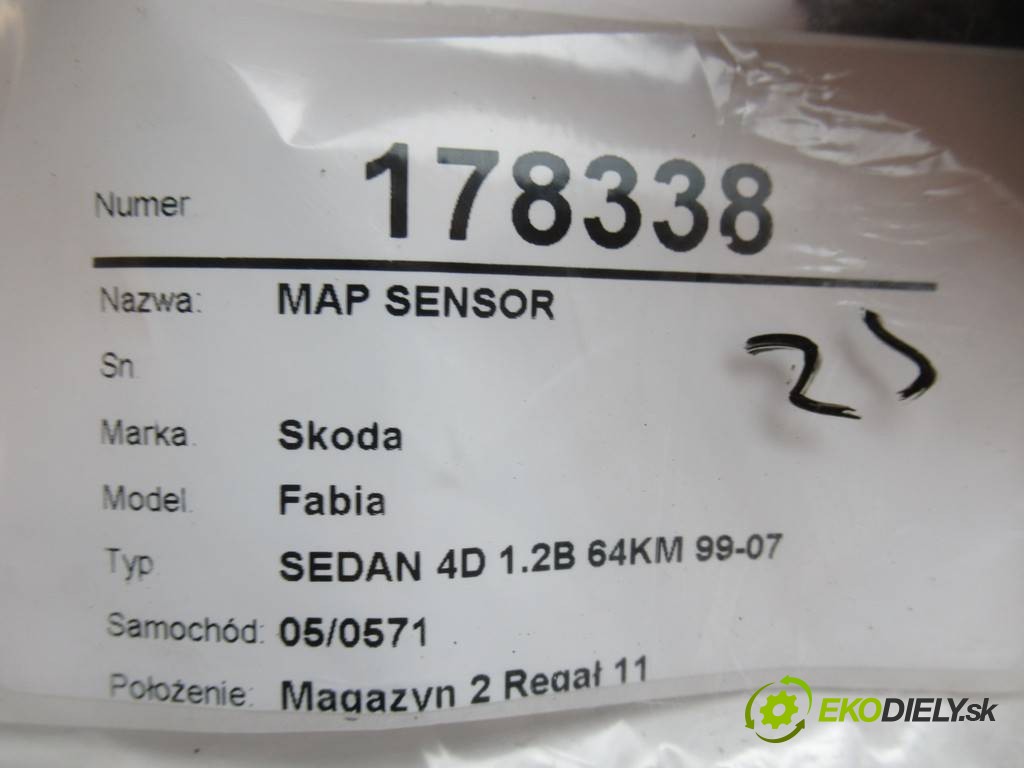 Numer 178338
Nazwa: MAP SENSOR
Sn
Marka Skoda
Model Fabia
Typ SEDAN 4D 1.2B 64KM 99-07
Samochód: 05/0571
Położenie: Magazyn 2 Regał 11
EKODIELY.sk